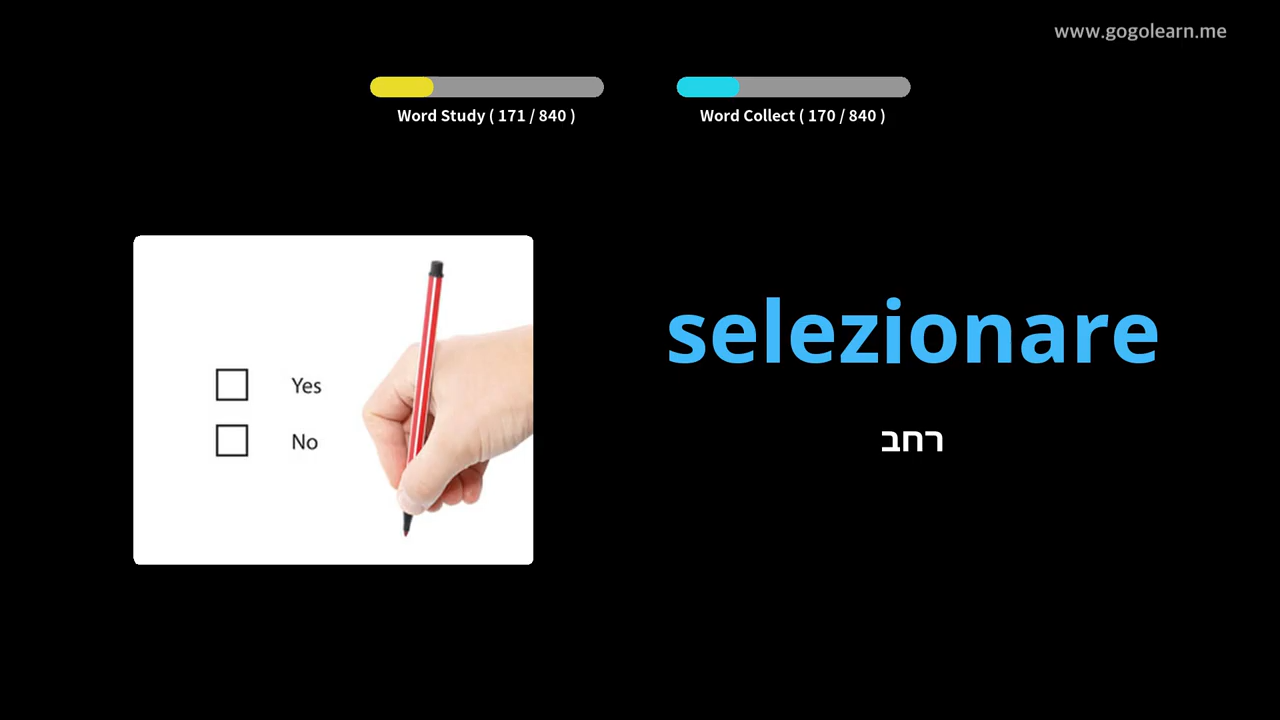 www.gogolearn.me
Word Study ( 171 / 840 )
Word Collect ( 170 / 840 )
selezionare
רחב
Yes
No